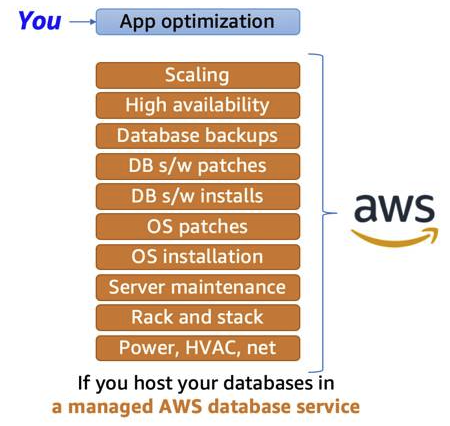 You
App optimization
Scaling
High availability
Database backups
DB s/w patches
DB s/w installs
OS patches
OS installation
Server maintenance
Rack and stack
Power, HVAC, net
aws
If you host your databases in
a managed AWS database service